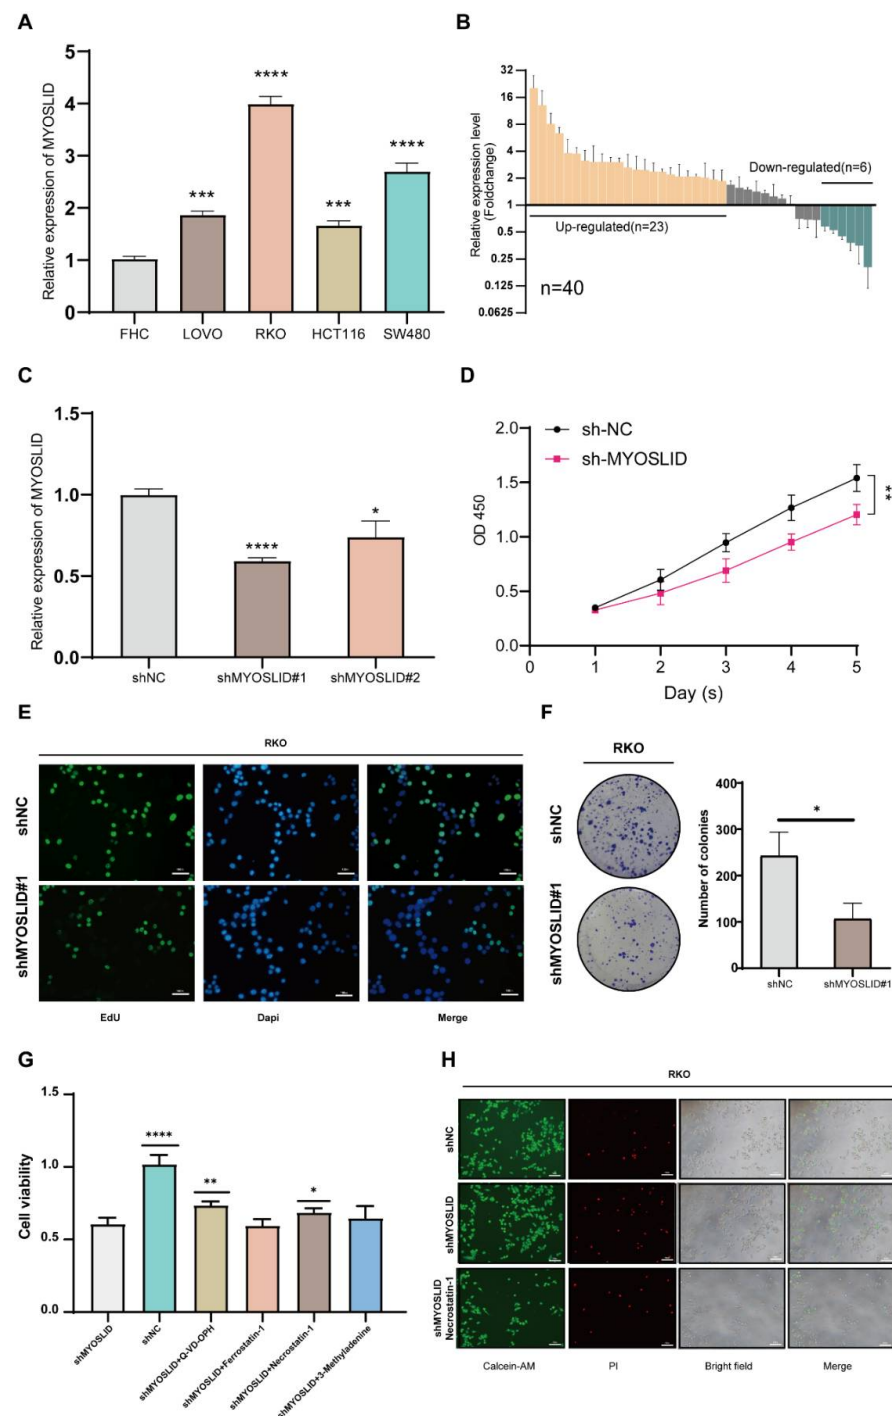 A
Relative expression of MYOSLID
5
4
3
2
1
0
****
***
***
****
FHC
LOVO
RKO
HCT116
SW480
B
Relative expression level
(Foldchange)
32
16
8
4
2
1
0.5
0.25
0.125
0.0625
Down-regulated(n=6)
Up-regulated(n=23)
n=40
C
Relative expression of MYOSLID
1.5
1.0
0.5
0.0
****
*
shNC
shMYOSLID#1
shMYOSLID#2
D
OD 450
2.0
1.5
1.0
0.5
0.0
sh-NC
sh-MYOSLID
**
0
1
2
3
4
5
Day (s)
E
RKO
shNC
shMYOSLID#1
EdU
Dapi
Merge
F
RKO
shNC
shMYOSLID#1
Number of colonies
400
300
200
100
0
*
shNC
shMYOSLID#1
G
Cell viability
1.5
1.0
0.5
0.0
****
**
*
shMYOSLID
shNC
shMYOSLID+Q-VD-OPH
shMYOSLID+Ferrostatin-1
shMYOSLID+Necrostatin-1
shMYOSLID+3-Methyladenine
H
RKO
shNC
shMYOSLID
shMYOSLID
Necrostatin-1
Calcein-AM
PI
Bright field
Merge